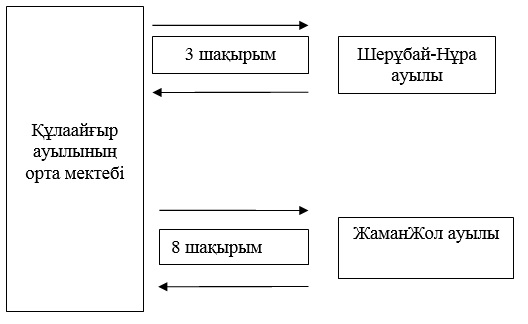 3 шақырым
Шерұбай-Нұра
ауылы
Құлаайғыр
ауылының
орта мектебі
8 шақырым
ЖаманЖол ауылы